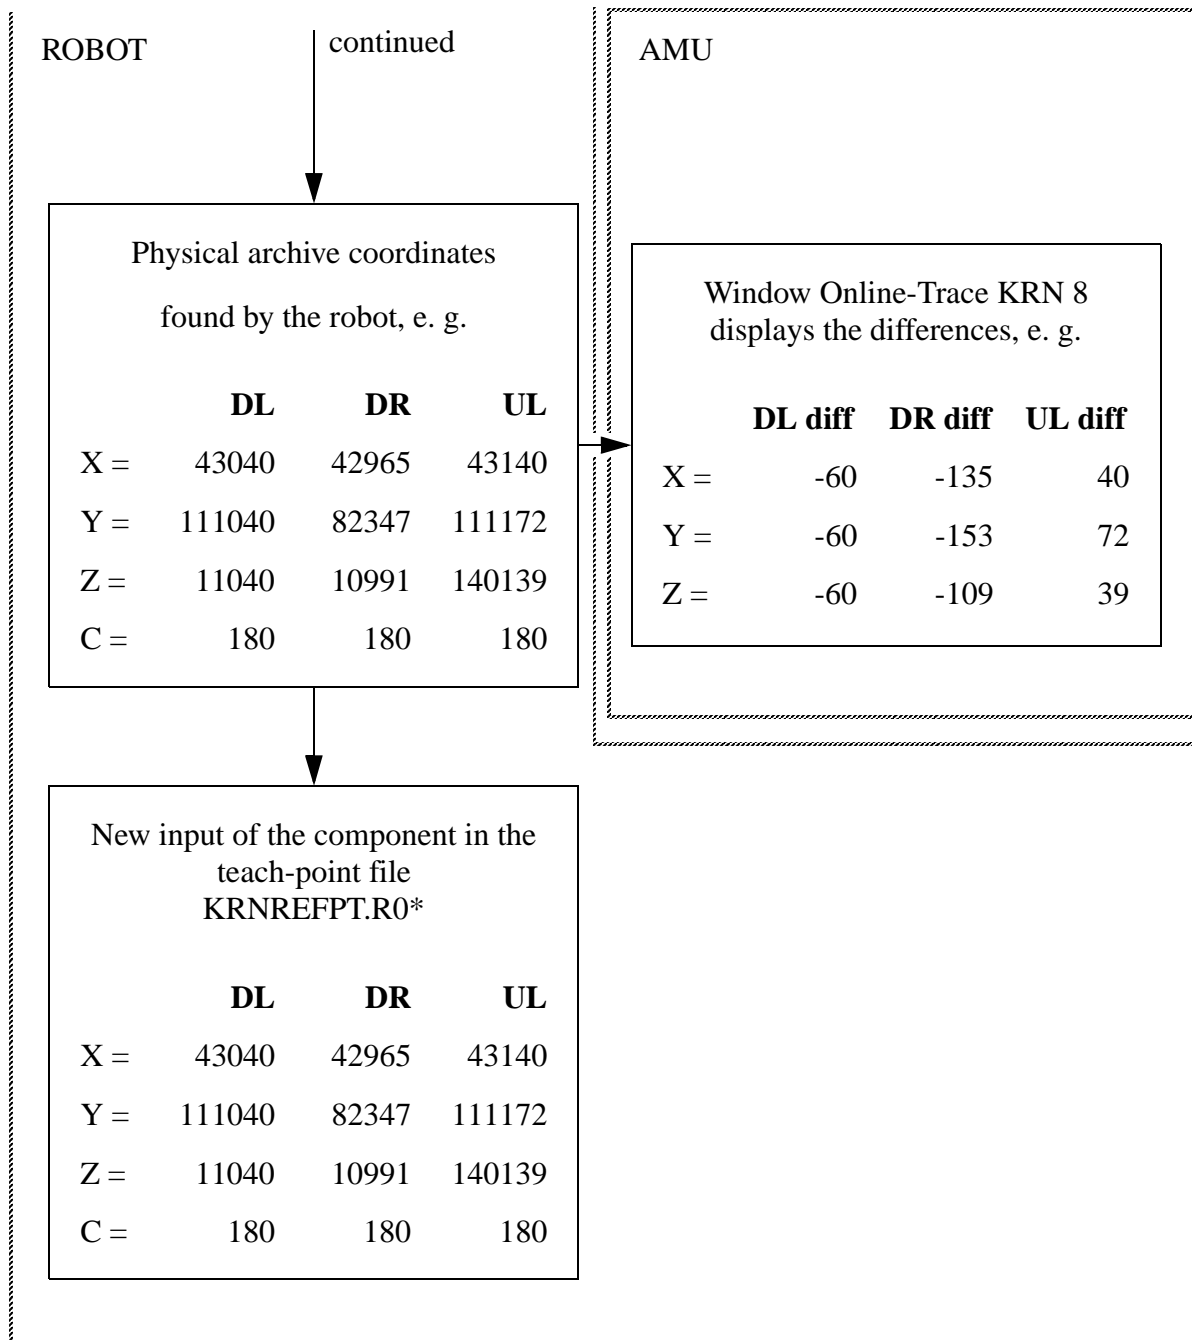 ROBOT
continued
Physical archive coordinates
found by the robot, e. g.
DL DR UL
X = 43040 42965 43140
Y = 111040 82347 111172
Z = 11040 10991 140139
C = 180 180 180
AMU
Window Online-Trace KRN 8
displays the differences, e. g.
DL diff DR diff UL diff
X = -60 -135 40
Y = -60 -153 72
Z = -60 -109 39
New input of the component in the
teach-point file
KRNREFPT.R0*
DL DR UL
X = 43040 42965 43140
Y = 111040 82347 111172
Z = 11040 10991 140139
C = 180 180 180